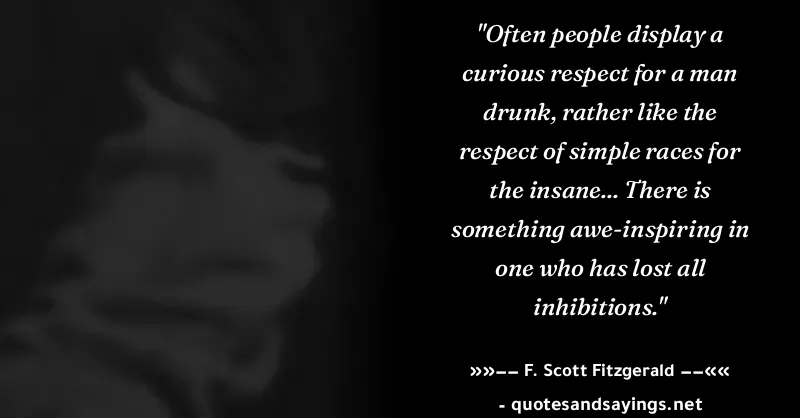 "Often people display a
curious respect for a man
drunk, rather like the
respect of simple races for
the insane... There is
something awe-inspiring in
one who has lost all
inhibitions."
»»–– F. Scott Fitzgerald ––««
- quotesandsayings.net